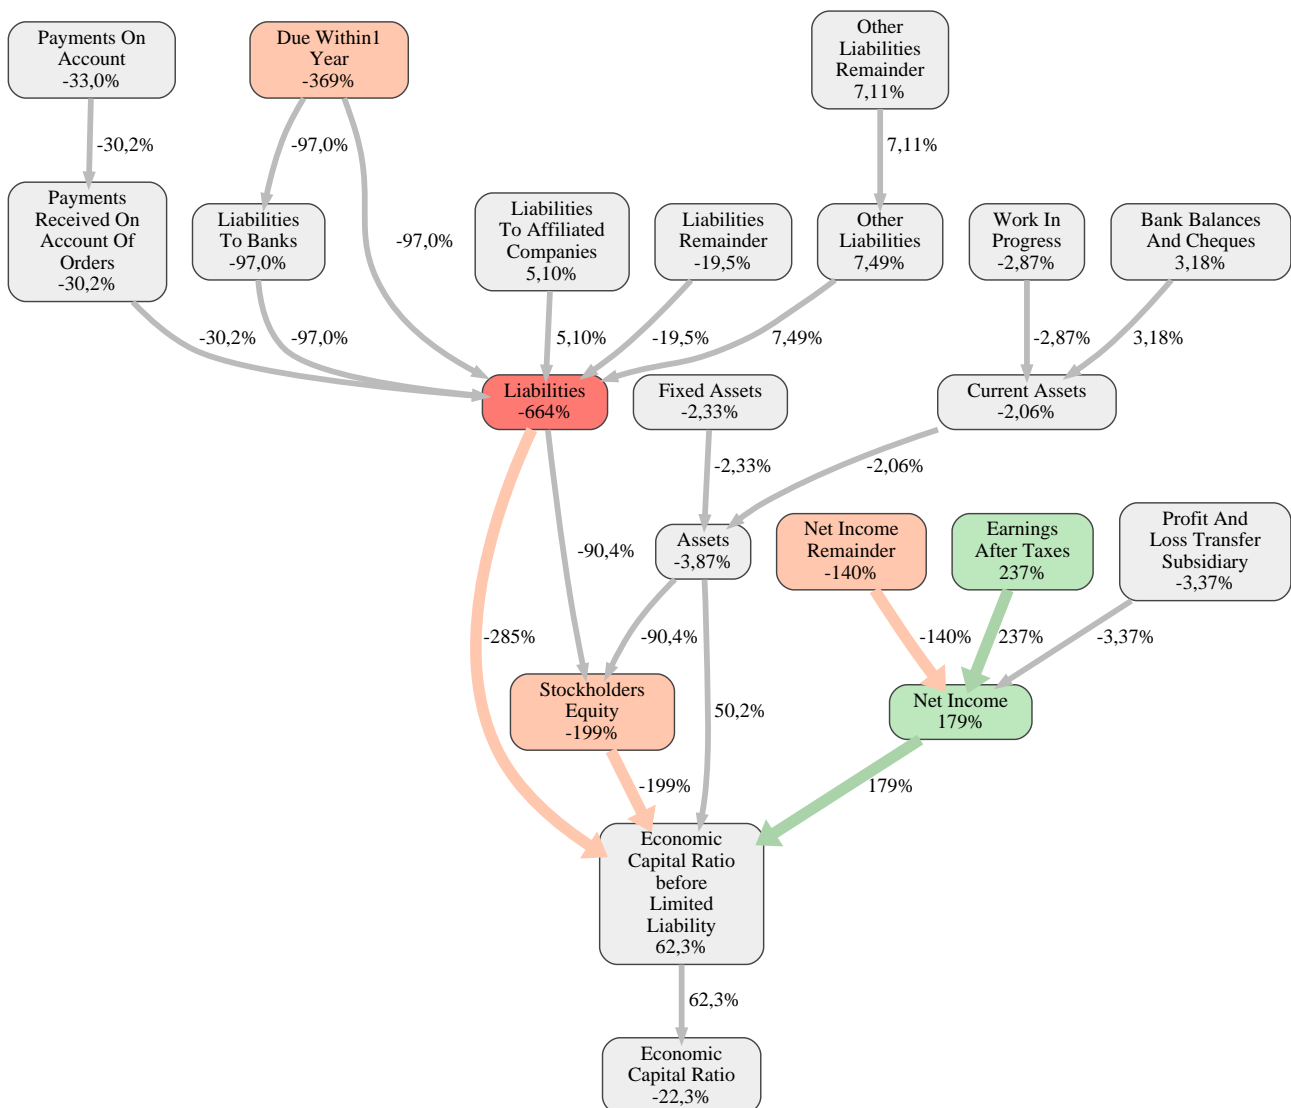 Payments On
Account
-33,0%
Due Within1
Year
-369%
Other
Liabilities
Remainder
7,11%
-30,2%
-97,0%
7,11%
Payments
Received On
Account Of
Orders
-30,2%
Liabilities
To Banks
-97,0%
-97,0%
Liabilities
To Affiliated
Companies
5,10%
Liabilities
Remainder
-19,5%
Other
Liabilities
7,49%
Work In
Progress
-2,87%
Bank Balances
And Cheques
3,18%
-30,2%
-97,0%
5,10%
-19,5%
7,49%
-2,87%
3,18%
Liabilities
-664%
Fixed Assets
-2,33%
Current Assets
-2,06%
-2,33%
-2,06%
Assets
-3,87%
Net Income
Remainder
-140%
Earnings
After Taxes
237%
Profit And
Loss Transfer
Subsidiary
-3,37%
-90,4%
-285%
-90,4%
-140%
237%
-3,37%
Stockholders
Equity
-199%
50,2%
Net Income
179%
-199%
179%
Economic
Capital Ratio
before
Limited
Liability
62,3%
62,3%
Economic
Capital Ratio
-22,3%